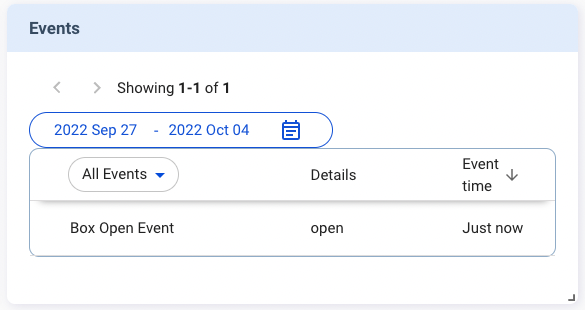 Events
Showing 1-1 of 1
2022 Sep 27 - 2022 Oct 04
All Events Details Event
time
Box Open Event open Just now